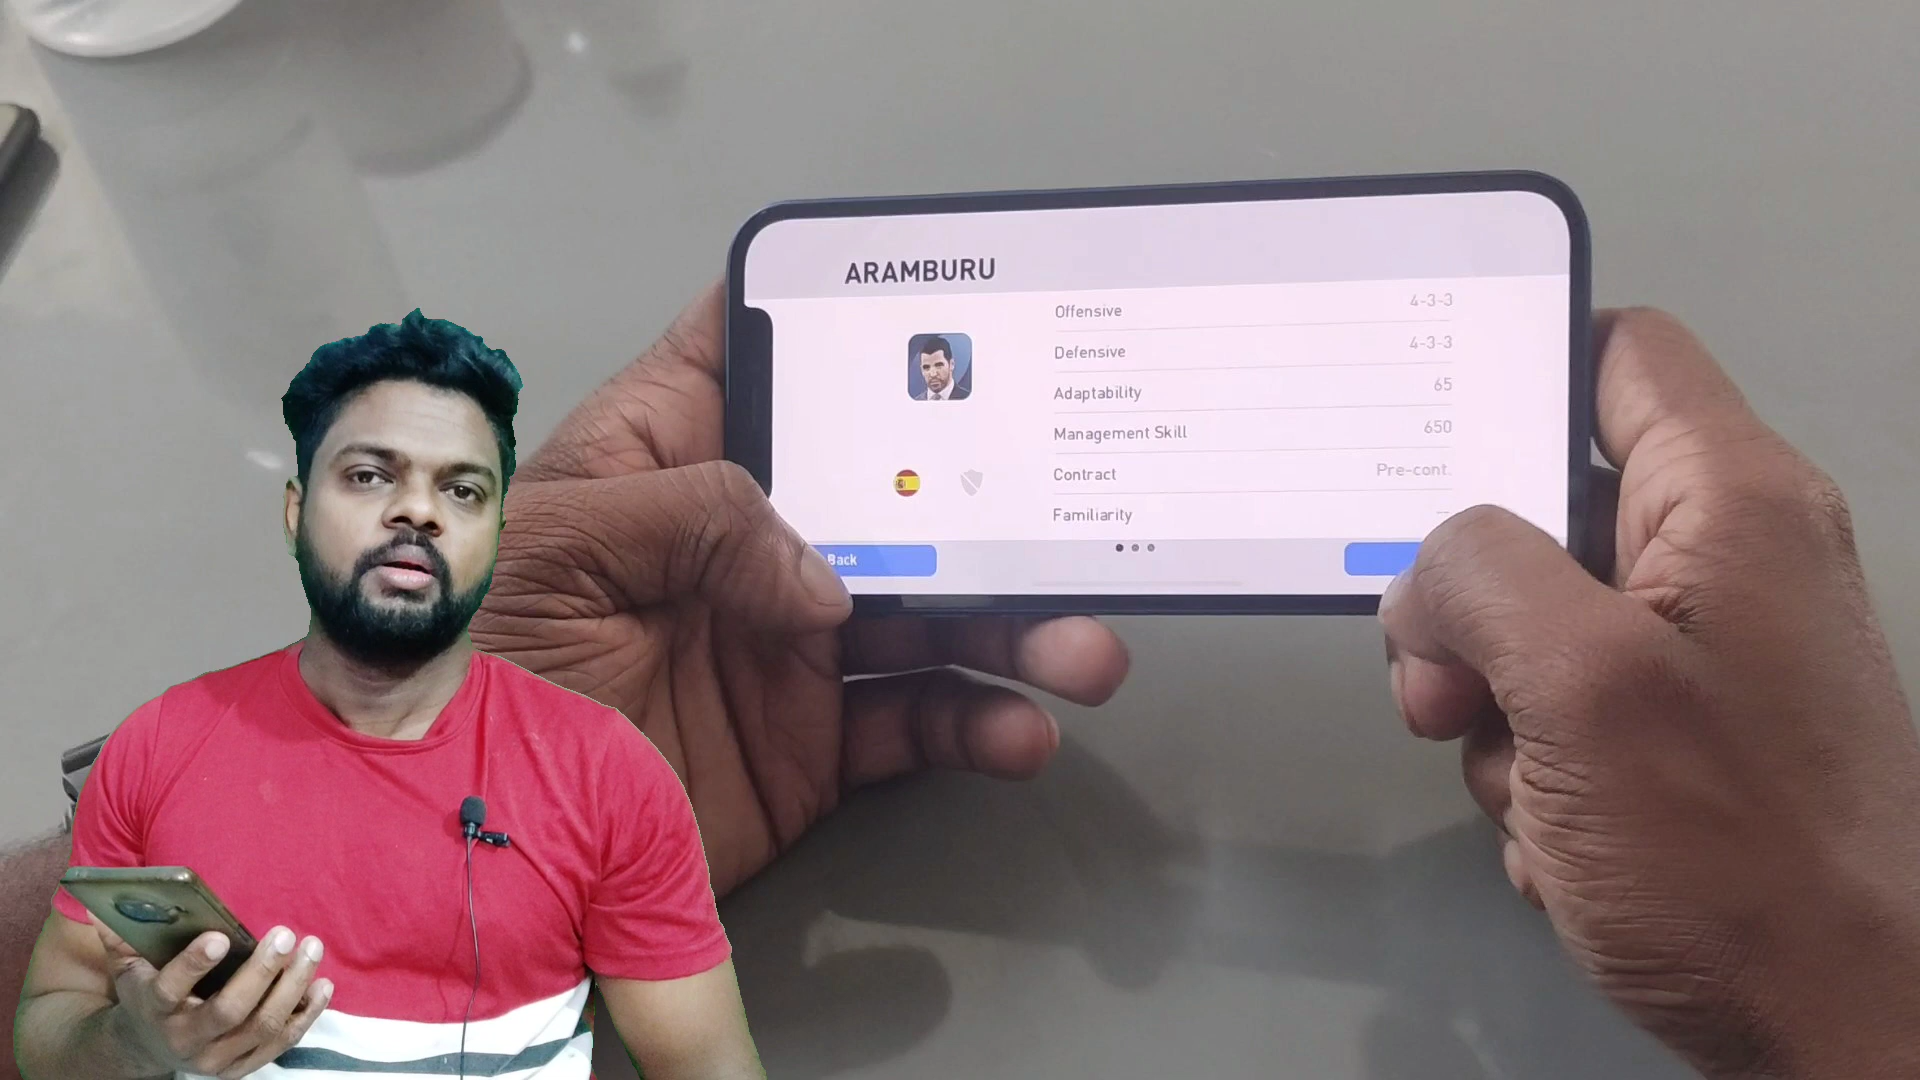 ARAMBURU
Offensive 4-3-3
Defensive 4-3-3
Adaptability 65
Management Skill 650
Contract Pre-cont.
Familiarity --
Back